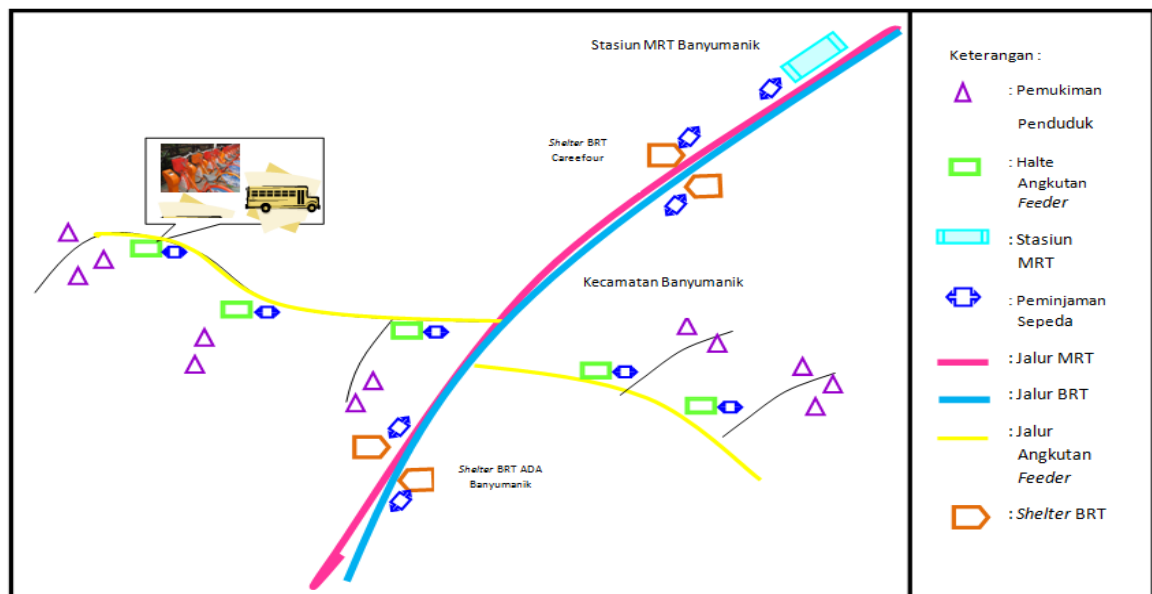 Stasiun MRT Banyumanik
Shelter BRT
Careefour
Kecamatan Banyumanik
Shelter BRT ADA
Banyumanik
Keterangan :
: Pemukiman
Penduduk
: Halte
Angkutan
Feeder
: Stasiun
MRT
: Peminjaman
Sepeda
: Jalur MRT
: Jalur BRT
: Jalur
Angkutan
Feeder
: Shelter BRT